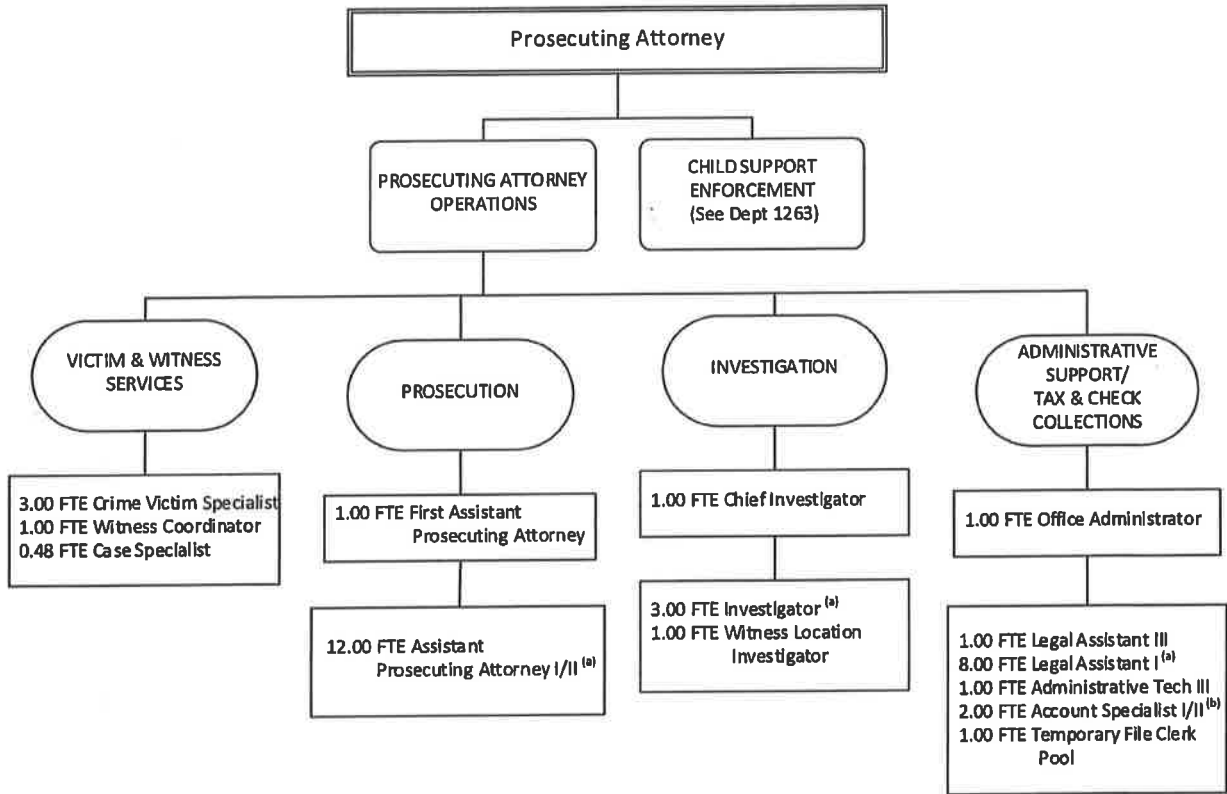 Prosecuting Attorney
PROSECUTING ATTORNEY
OPERATIONS
CHILD SUPPORT
ENFORCEMENT
(See Dept 1263)
VICTIM & WITNESS
SERVICES
PROSECUTION
INVESTIGATION
ADMINISTRATIVE
SUPPORT/
TAX & CHECK
COLLECTIONS
3.00 FTE Crime Victim Specialist
1.00 FTE Witness Coordinator
0.48 FTE Case Specialist
1.00 FTE First Assistant
Prosecuting Attorney
12.00 FTE Assistant
Prosecuting Attorney I/II (a)
1.00 FTE Chief Investigator
3.00 FTE Investigator (a)
1.00 FTE Witness Location
Investigator
1.00 FTE Office Administrator
1.00 FTE Legal Assistant III
8.00 FTE Legal Assistant I (a)
1.00 FTE Administrative Tech III
2.00 FTE Account Specialist I/II (b)
1.00 FTE Temporary File Clerk
Pool